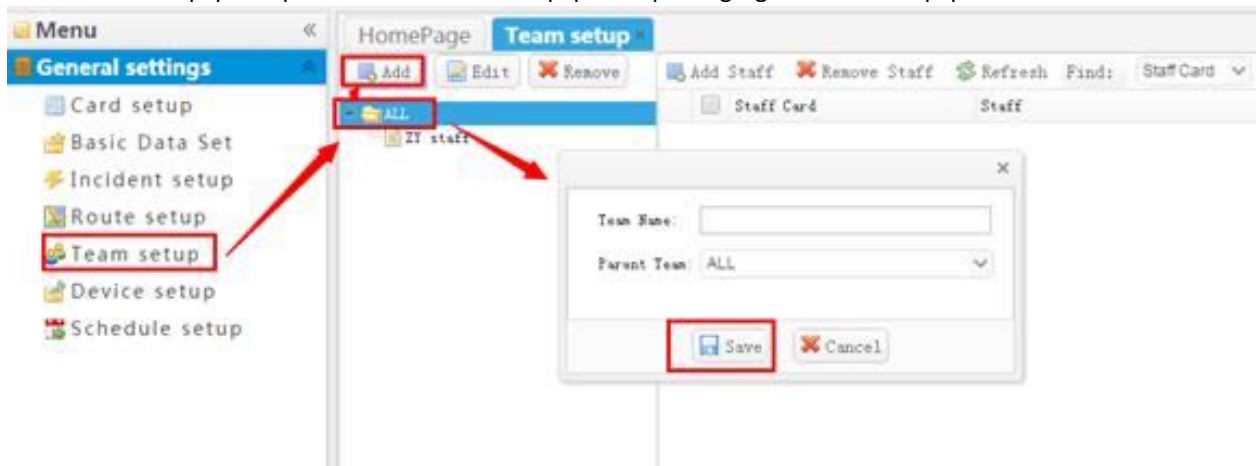 Menu
General settings
Card setup
Basic Data Set
Incident setup
Route setup
Team setup
Device setup
Schedule setup
HomePage Team setup
Add Edit Remove
ALL
ZY staff
Add Staff Remove Staff Refresh Find: Staff Card
Staff Card Staff
Team Name:
Parent Team: ALL
Save Cancel